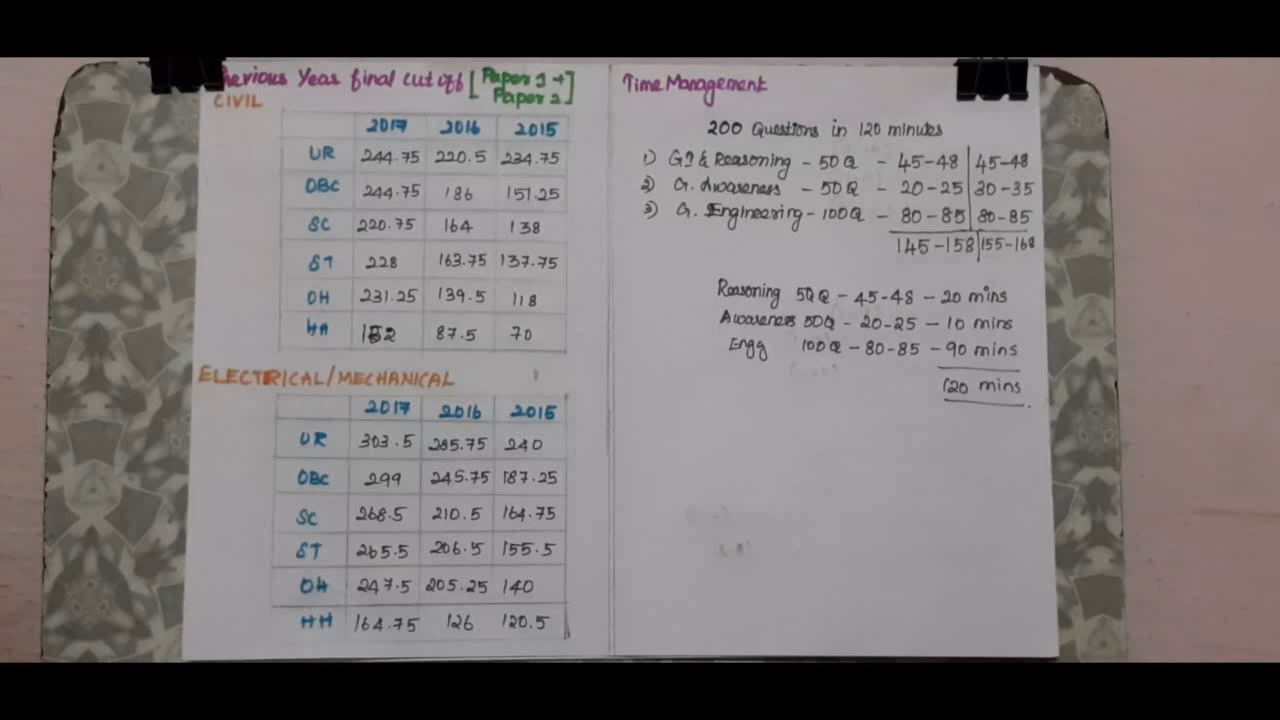 Previous Year final cut off [Paper 1 +
Paper 2]
CIVIL
2017 2016 2015
UR 244.75 220.5 234.75
OBC 244.75 186 151.25
SC 220.75 164 138
ST 228 163.75 137.75
OH 231.25 139.5 118
HH 152 87.5 70
ELECTRICAL/MECHANICAL
2017 2016 2015
UR 303.5 285.75 240
OBC 299 245.75 187.25
SC 268.5 210.5 164.75
ST 265.5 206.5 155.5
OH 247.5 205.25 140
HH 164.75 126 120.5
Time Management
200 Questions in 120 minutes
1) GI & Reasoning - 50Q - 45-48 45-48
2) G. Awareness - 50Q - 20-25 30-35
3) G. Engineering - 100Q - 80-85 80-85
145-158 155-168
Reasoning 50Q - 45-48 - 20 mins
Awareness 50Q - 20-25 - 10 mins
Engg 100Q - 80-85 - 90 mins
120 mins